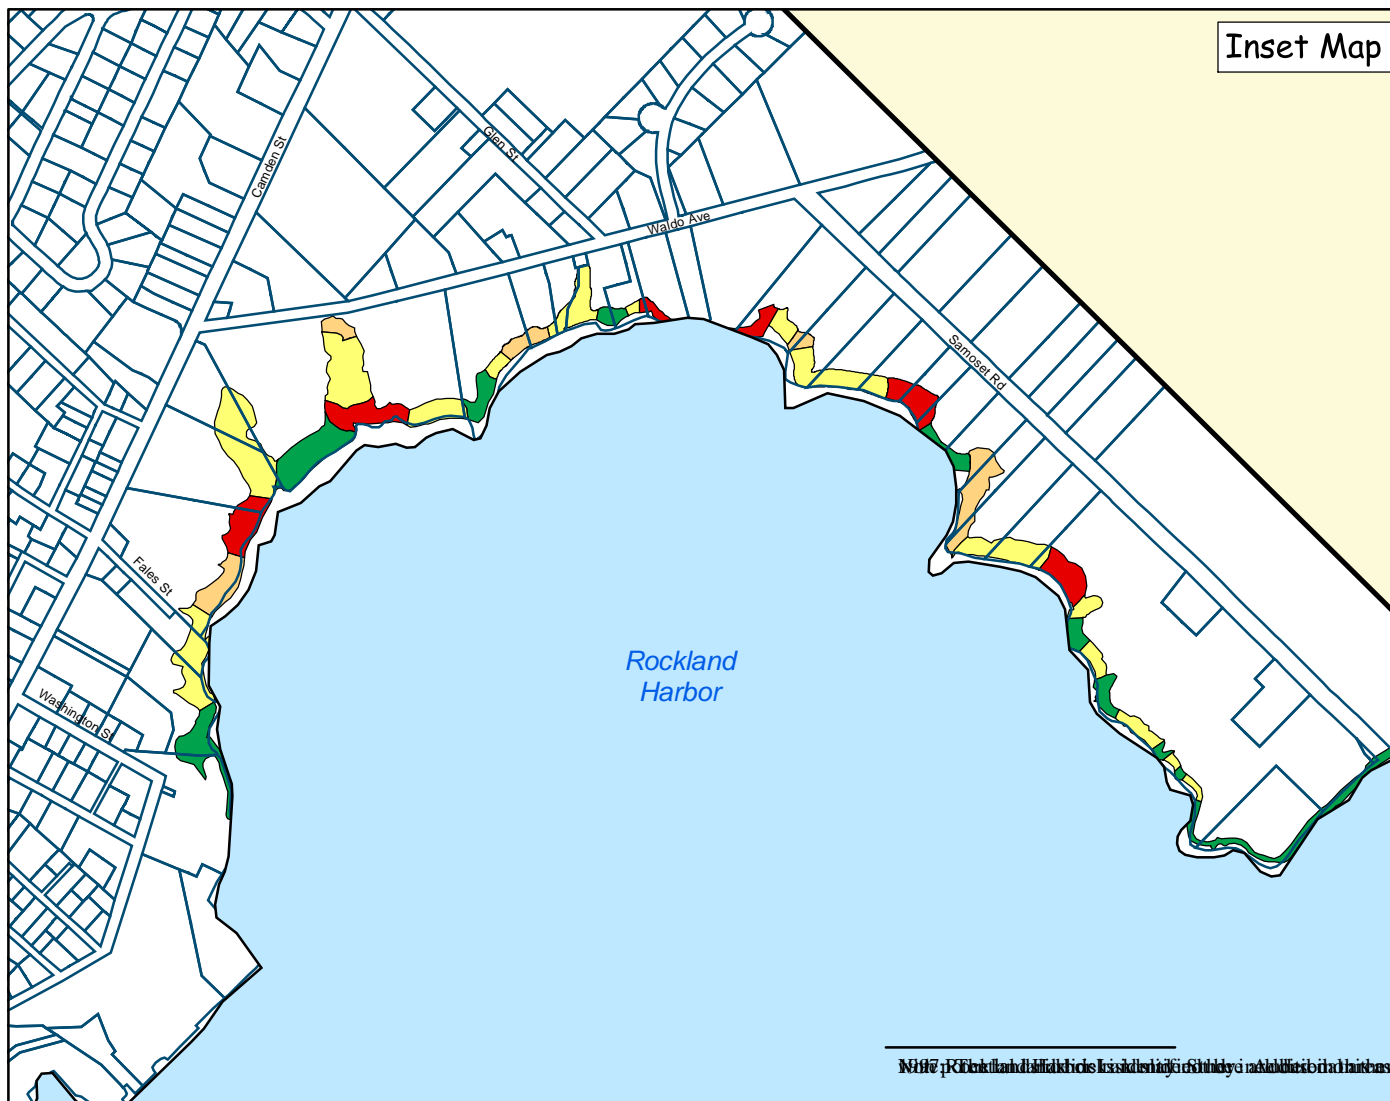 Inset Map
Camden St
Glen St
Waldo Ave
Samoset Rd
Fales St
Rockland
Harbor
Washington St